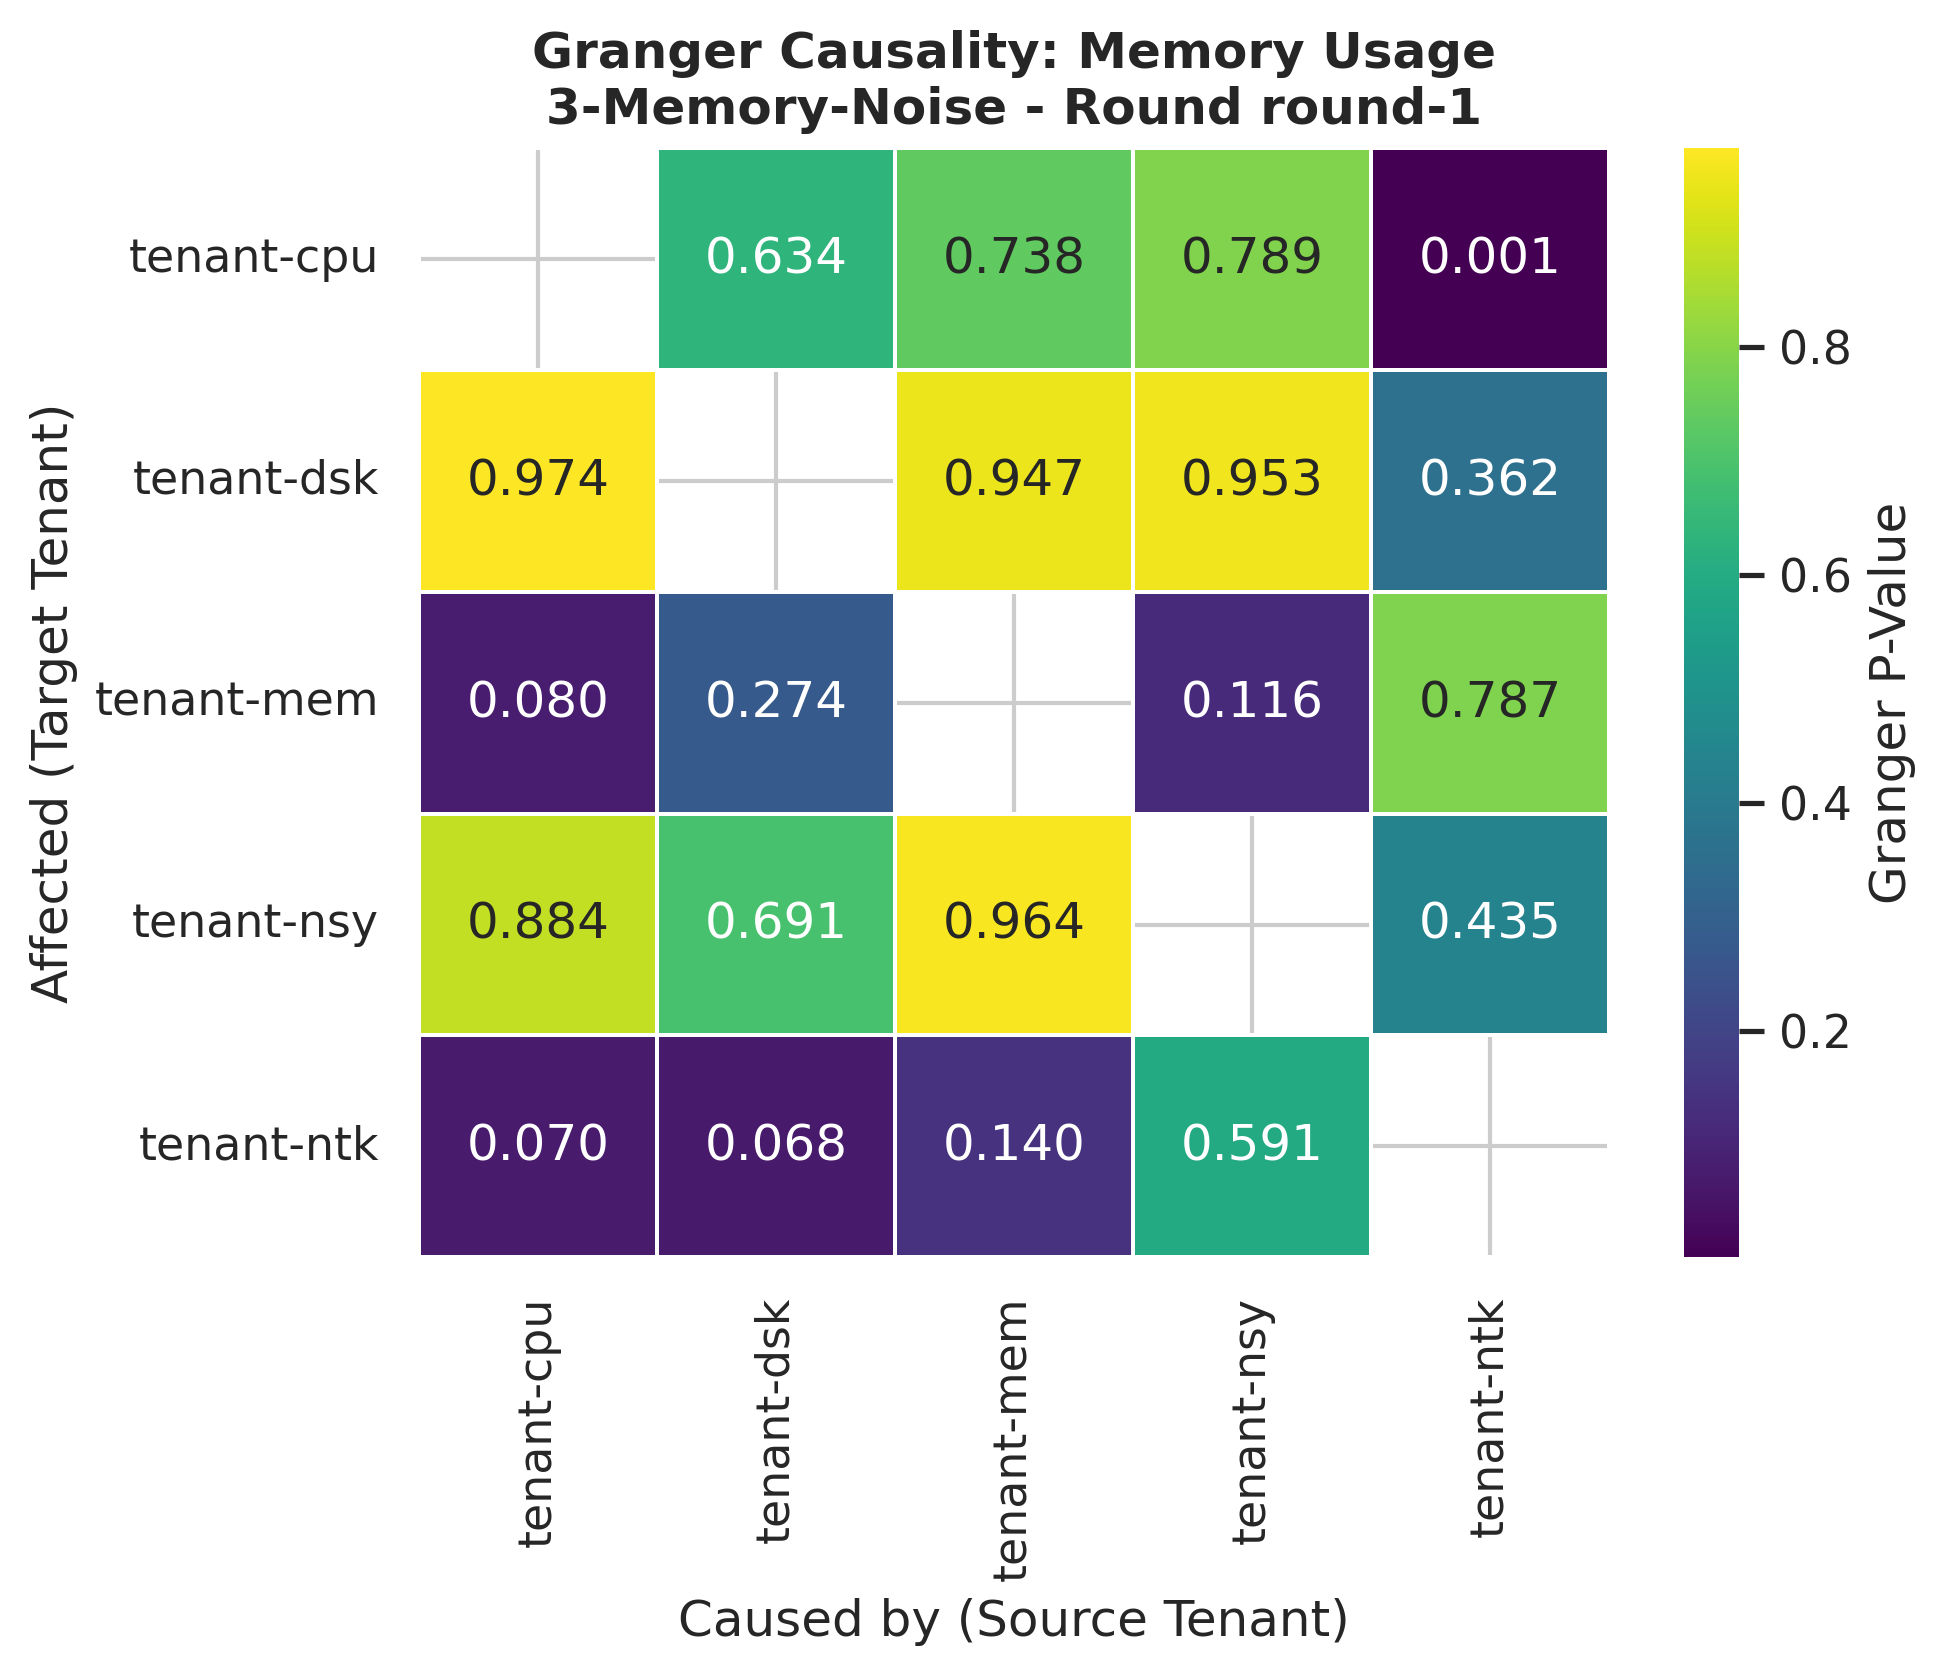 Granger Causality: Memory Usage
3-Memory-Noise - Round round-1
tenant-cpu
0.634
0.738
0.789
0.001
tenant-dsk
0.974
0.947
0.953
0.362
tenant-mem
0.080
0.274
0.116
0.787
tenant-nsy
0.884
0.691
0.964
0.435
tenant-ntk
0.070
0.068
0.140
0.591
Affected (Target Tenant)
tenant-cpu
tenant-dsk
tenant-mem
tenant-nsy
tenant-ntk
Caused by (Source Tenant)
0.8
0.6
0.4
0.2
Granger P-Value